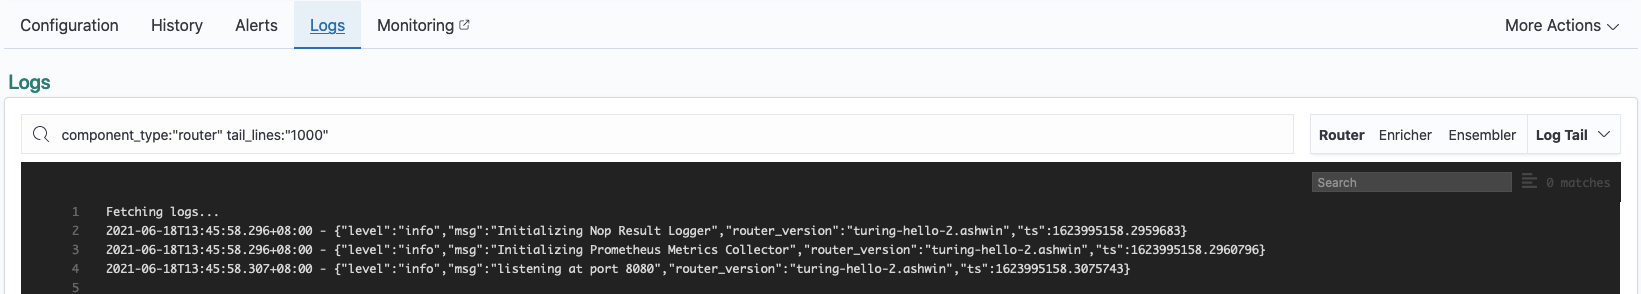 Configuration History Alerts Logs Monitoring More Actions
Logs
component_type:"router" tail_lines:"1000" Router Enricher Ensembler Log Tail
Search 0 matches
1 Fetching logs...
2 2021-06-18T13:45:58.296+08:00 - {"level":"info","msg":"Initializing Nop Result Logger","router_version":"turing-hello-2.ashwin","ts":1623995158.2959683}
3 2021-06-18T13:45:58.296+08:00 - {"level":"info","msg":"Initializing Prometheus Metrics Collector","router_version":"turing-hello-2.ashwin","ts":1623995158.2960796}
4 2021-06-18T13:45:58.307+08:00 - {"level":"info","msg":"listening at port 8080","router_version":"turing-hello-2.ashwin","ts":1623995158.3075743}
5